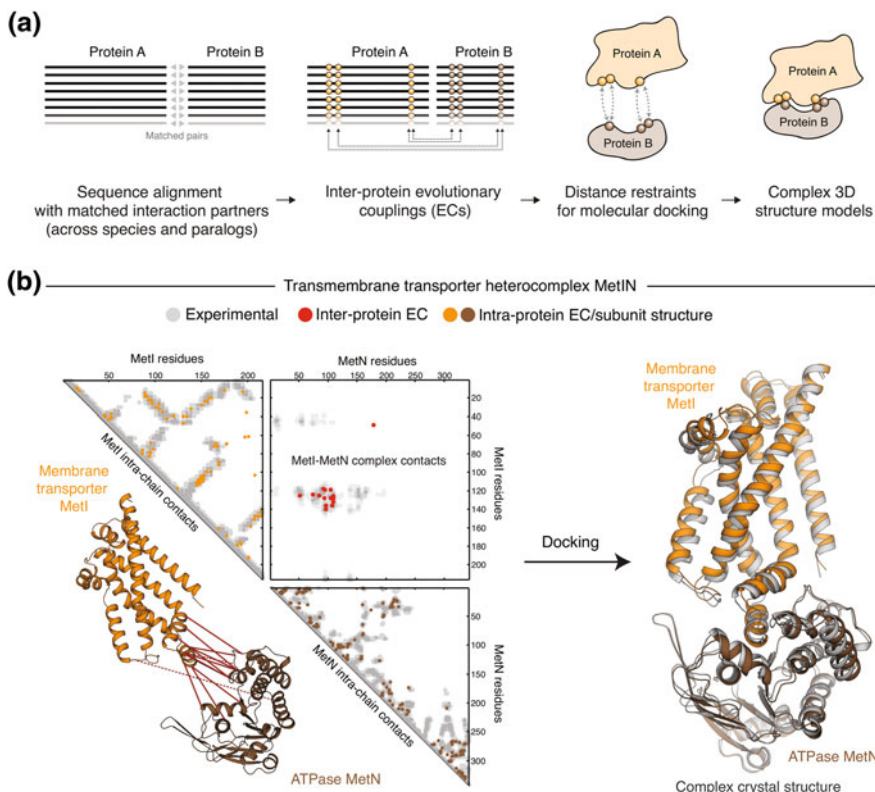 (a)
Protein A Protein B Protein A Protein B
Protein A
Protein A
Protein B
Protein B
Matched pairs
Sequence alignment
with matched interaction partners
(across species and paralogs)
Inter-protein evolutionary
couplings (ECs)
Distance restraints
for molecular docking
Complex 3D
structure models
(b)
Transmembrane transporter heterocomplex MetIN
Experimental Inter-protein EC Intra-protein EC/subunit structure
MetI residues
50 100 150 200
MetN residues
50 100 150 200 250 300
20
40
60
80
100
120
140
160
180
200
MetI residues
MetI intra-chain contacts
MetI-MetN complex contacts
Membrane
transporter
MetI
Docking
Membrane
transporter
MetI
50
100
150
200
250
300
MetN residues
MetN intra-chain contacts
ATPase MetN
ATPase MetN
Complex crystal structure